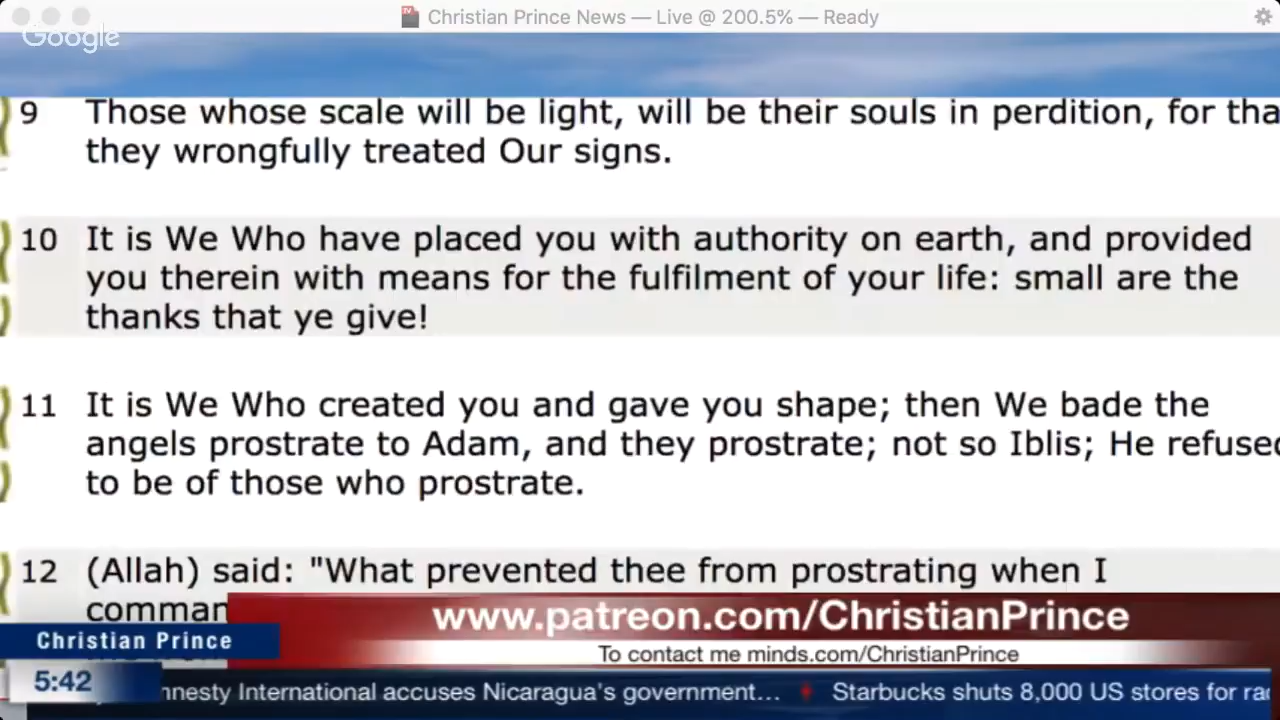 Christian Prince News — Live @ 200.5% — Ready
Google
9 Those whose scale will be light, will be their souls in perdition, for tha
they wrongfully treated Our signs.
10 It is We Who have placed you with authority on earth, and provided
you therein with means for the fulfilment of your life: small are the
thanks that ye give!
11 It is We Who created you and gave you shape; then We bade the
angels prostrate to Adam, and they prostrate; not so Iblis; He refused
to be of those who prostrate.
12 (Allah) said: "What prevented thee from prostrating when I
comman
www.patreon.com/ChristianPrince
Christian Prince
To contact me minds.com/ChristianPrince
5:42
nnesty International accuses Nicaragua's government... Starbucks shuts 8,000 US stores for rac